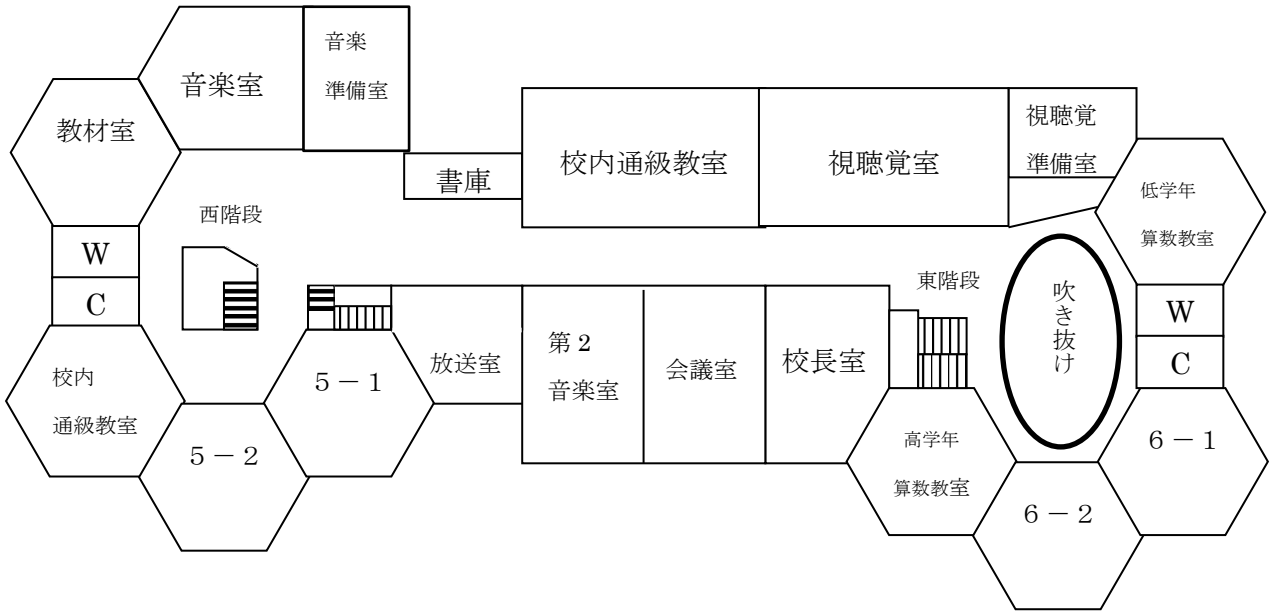 音楽室
音楽
準備室
教材室
書庫
校内通級教室
視聴覚室
視聴覚
準備室
低学年
算数教室
西階段
東階段
吹き抜け
W
C
W
C
校内
通級教室
5－2
5－1
放送室
第2
音楽室
会議室
校長室
高学年
算数教室
6－2
6－1